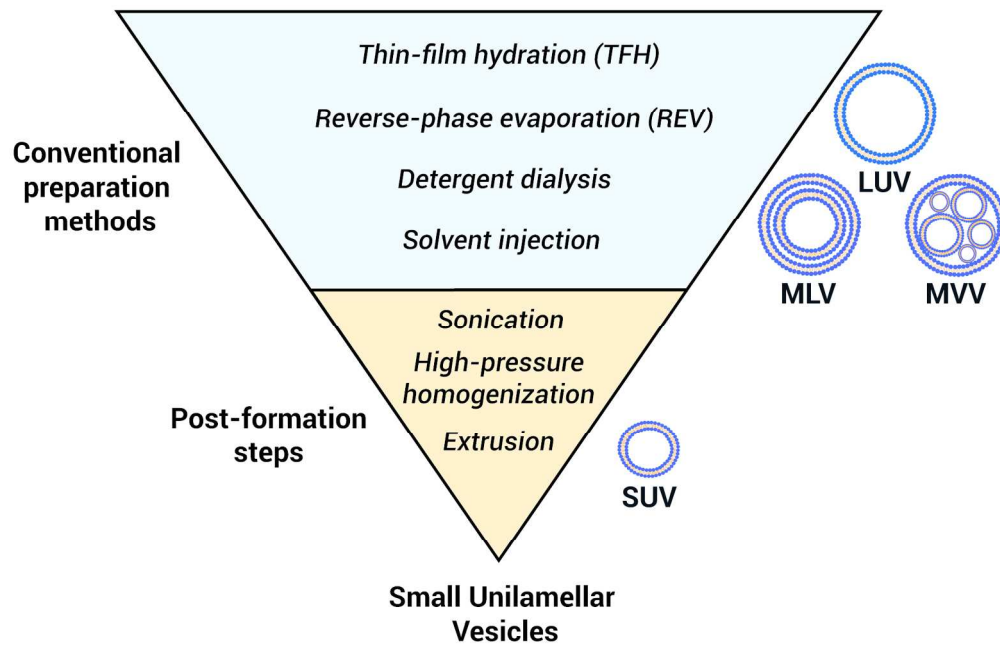 Thin-film hydration (TFH)
Reverse-phase evaporation (REV)
Detergent dialysis
Solvent injection
Conventional
preparation
methods
LUV
MLV
MVV
Sonication
High-pressure
homogenization
Extrusion
Post-formation
steps
SUV
Small Unilamellar
Vesicles